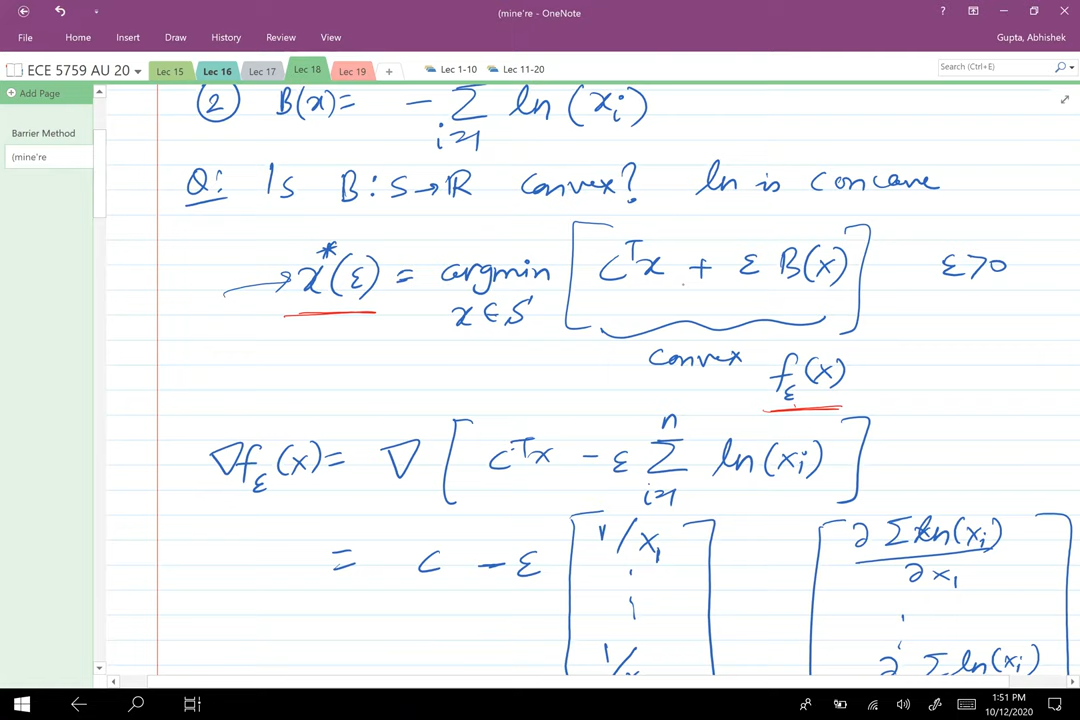 (mine're - OneNote
?
Gupta, Abhishek
File Home Insert Draw History Review View
ECE 5759 AU 20 Lec 15 Lec 16 Lec 17 Lec 18 Lec 19 + Lec 1-10 Lec 11-20 Search (Ctrl+E)
Add Page
Barrier Method
(mine're
② B(x) = - ∑_{i=1} ln (x_i)
Q: Is B : S → ℝ convex? ln is concave
→ x*(ε) = argmin_{x ∈ S} [ c^T x + ε B(x) ] ε > 0
convex f_ε(x)
∇f_ε(x) = ∇ [ c^T x - ε ∑_{i=1}^{n} ln(x_i) ]
= c - ε [ 1/x_1 ⋮ 1/x [ ∂ ∑ ln(x_i) / ∂x_1 ⋮ ∂ ∑ ln(x_i)
1:51 PM
10/12/2020